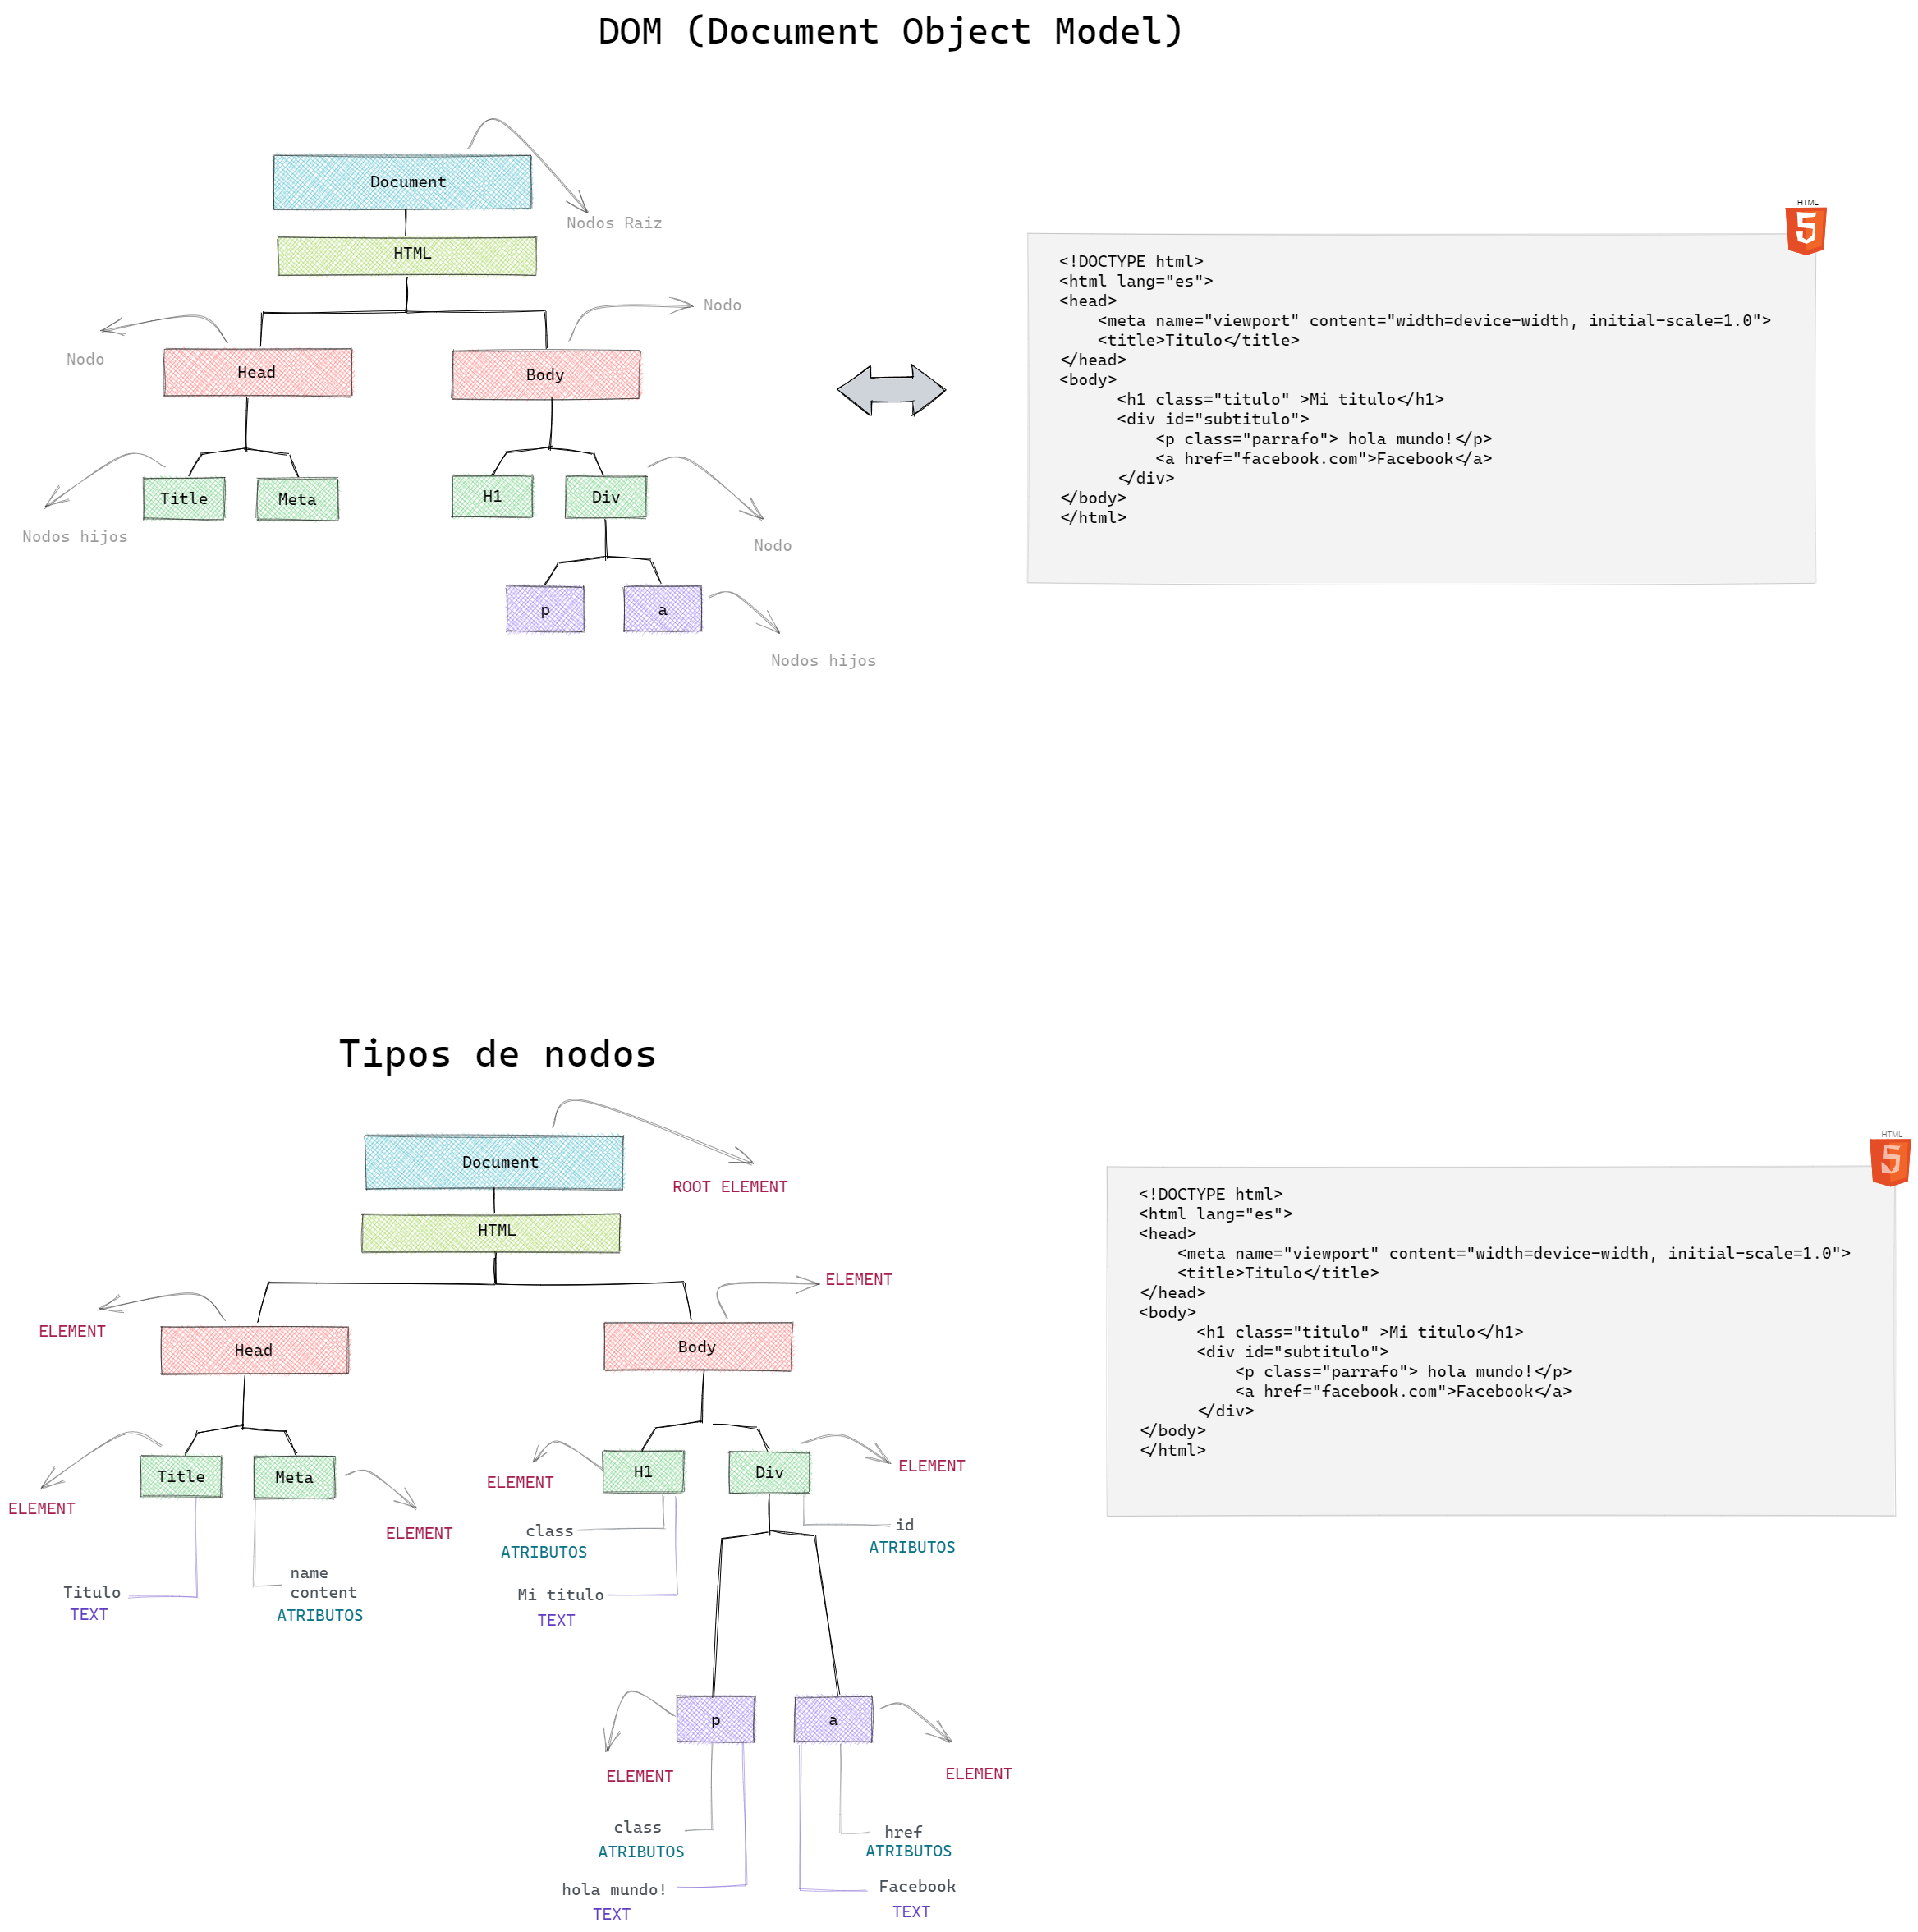 DOM (Document Object Model)
Document
Nodos Raiz
HTML
Nodo
Nodo
Head
Body
Title
Meta
H1
Div
Nodos hijos
Nodo
p
a
Nodos hijos
HTML
5
<!DOCTYPE html>
<html lang="es">
<head>
    <meta name="viewport" content="width=device-width, initial-scale=1.0">
    <title>Titulo</title>
</head>
<body>
      <h1 class="titulo" >Mi titulo</h1>
      <div id="subtitulo">
          <p class="parrafo"> hola mundo!</p>
          <a href="facebook.com">Facebook</a>
      </div>
</body>
</html>
Tipos de nodos
Document
ROOT ELEMENT
HTML
ELEMENT
ELEMENT
Head
Body
Title
Meta
H1
Div
ELEMENT
ELEMENT
ELEMENT
ELEMENT
class
ATRIBUTOS
id
ATRIBUTOS
Titulo
TEXT
name
content
ATRIBUTOS
Mi titulo
TEXT
p
a
ELEMENT
ELEMENT
class
ATRIBUTOS
href
ATRIBUTOS
hola mundo!
TEXT
Facebook
TEXT
HTML
5
<!DOCTYPE html>
<html lang="es">
<head>
    <meta name="viewport" content="width=device-width, initial-scale=1.0">
    <title>Titulo</title>
</head>
<body>
      <h1 class="titulo" >Mi titulo</h1>
      <div id="subtitulo">
          <p class="parrafo"> hola mundo!</p>
          <a href="facebook.com">Facebook</a>
      </div>
</body>
</html>